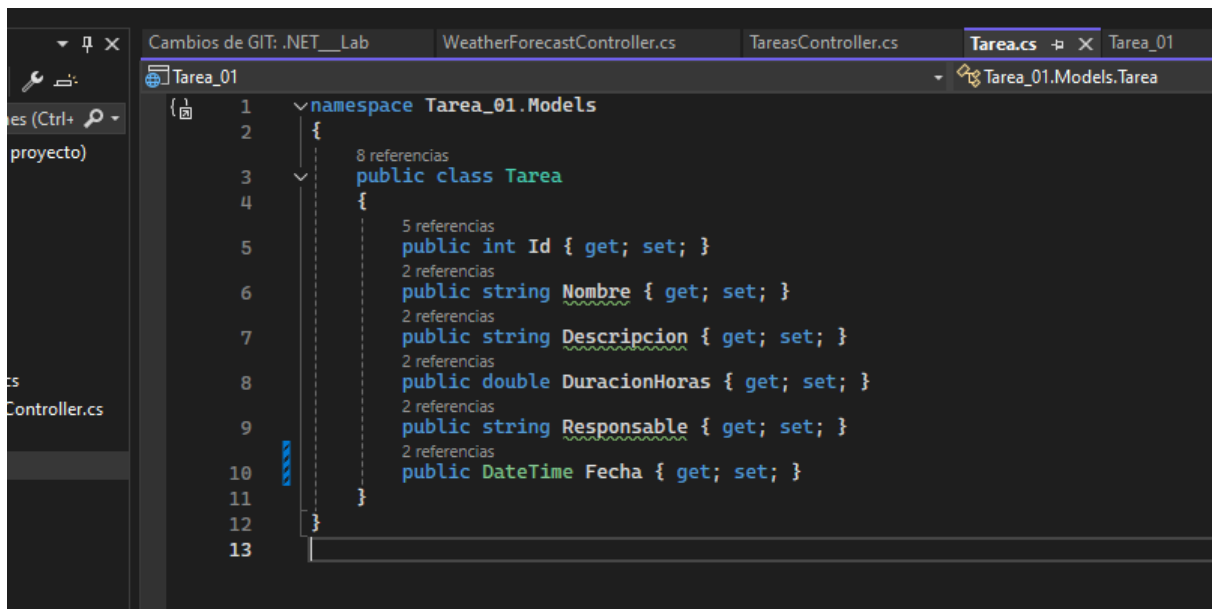 Cambios de GIT: .NET__Lab WeatherForecastController.cs TareasController.cs Tarea.cs Tarea_01
Tarea_01 Tarea_01.Models.Tarea
(Ctrl+
proyecto)
Controller.cs
1 namespace Tarea_01.Models
2 {
8 referencias
3 public class Tarea
4 {
5 referencias
5 public int Id { get; set; }
2 referencias
6 public string Nombre { get; set; }
2 referencias
7 public string Descripcion { get; set; }
2 referencias
8 public double DuracionHoras { get; set; }
2 referencias
9 public string Responsable { get; set; }
2 referencias
10 public DateTime Fecha { get; set; }
11 }
12 }
13